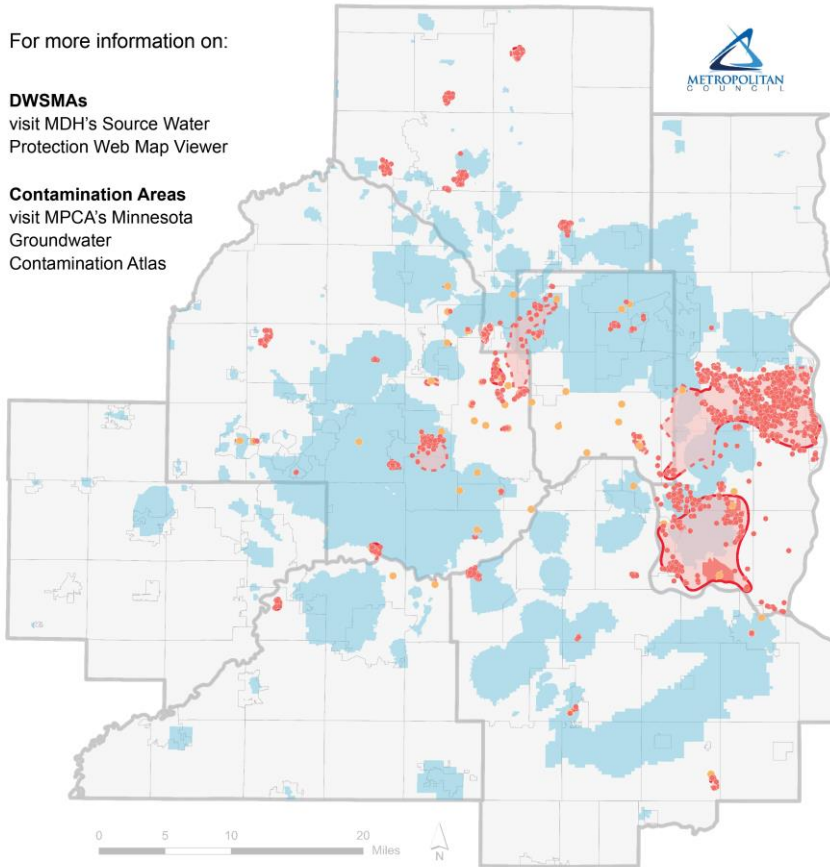 For more information on:
DWSMAs
visit MDH's Source Water
Protection Web Map Viewer
Contamination Areas
visit MPCA's Minnesota
Groundwater
Contamination Atlas
METROPOLITAN
COUNCIL
0 5 10 20
Miles
N